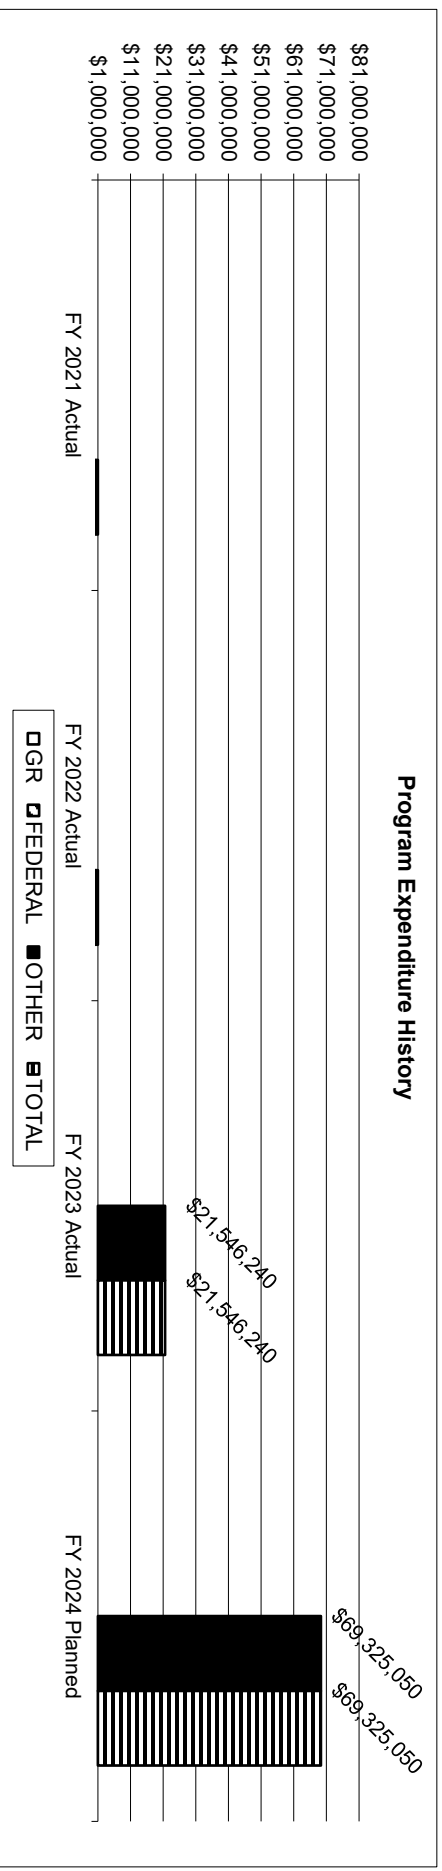 Program Expenditure History
$81,000,000
$71,000,000
$61,000,000
$51,000,000
$41,000,000
$31,000,000
$21,000,000
$11,000,000
$1,000,000
$21,546,240
$21,546,240
$69,325,050
$69,325,050
FY 2021 Actual
FY 2022 Actual
FY 2023 Actual
FY 2024 Planned
GR FEDERAL OTHER TOTAL